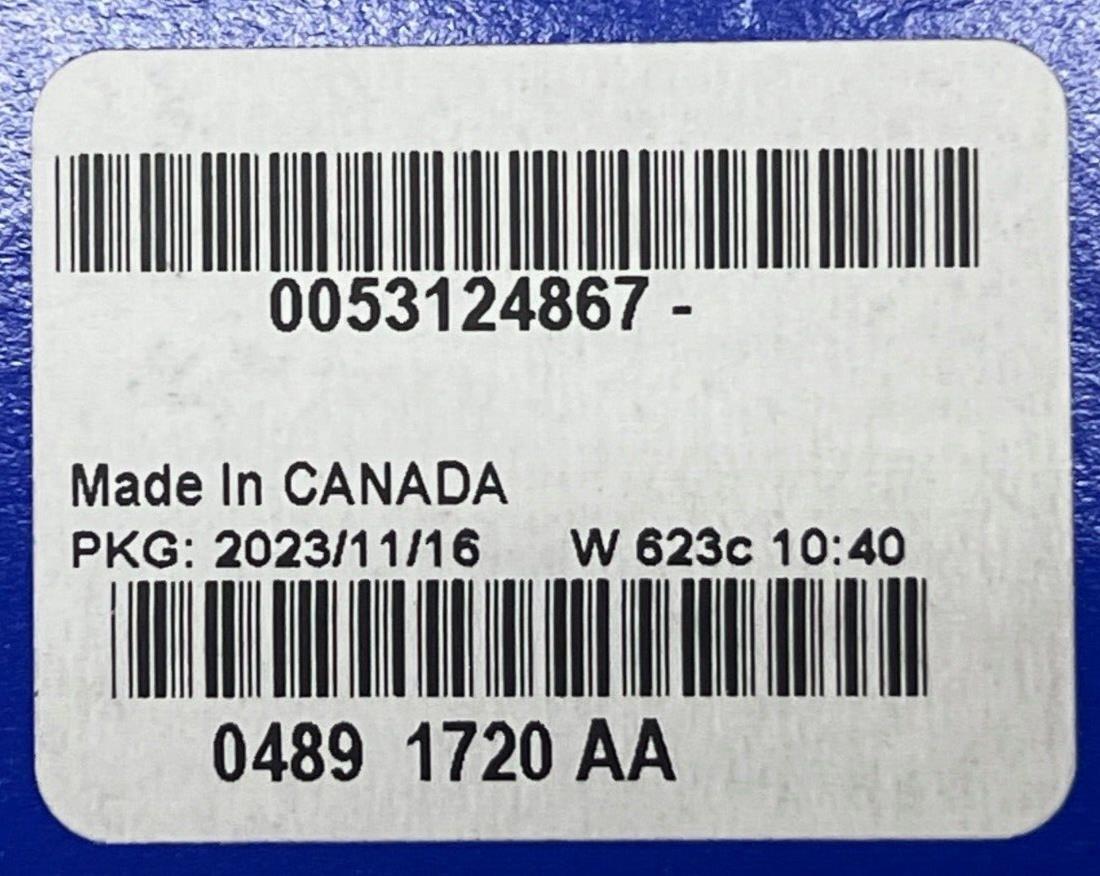 0053124867 -
Made In CANADA
PKG: 2023/11/16 W 623c 10:40
0489 1720 AA